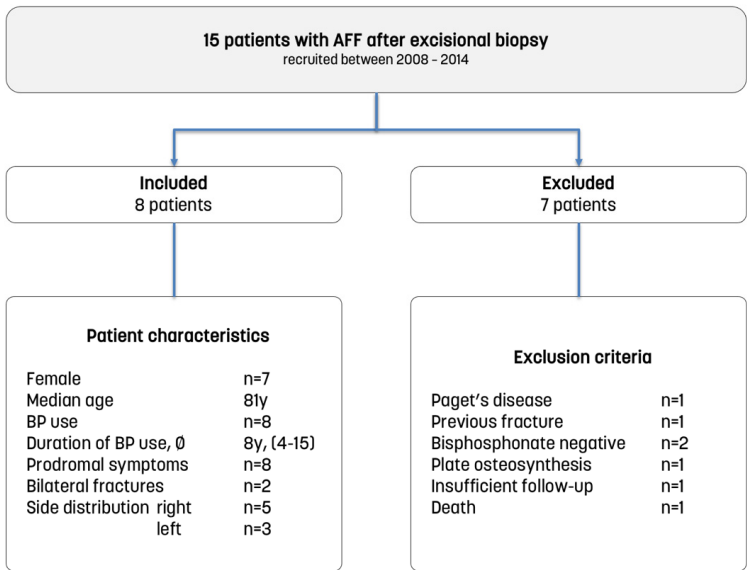 15 patients with AFF after excisional biopsy
recruited between 2008 - 2014
Included
8 patients
Excluded
7 patients
Patient characteristics
Female n=7
Median age 81y
BP use n=8
Duration of BP use, Ø 8y, (4-15)
Prodromal symptoms n=8
Bilateral fractures n=2
Side distribution right n=5
left n=3
Exclusion criteria
Paget's disease n=1
Previous fracture n=1
Bisphosphonate negative n=2
Plate osteosynthesis n=1
Insufficient follow-up n=1
Death n=1